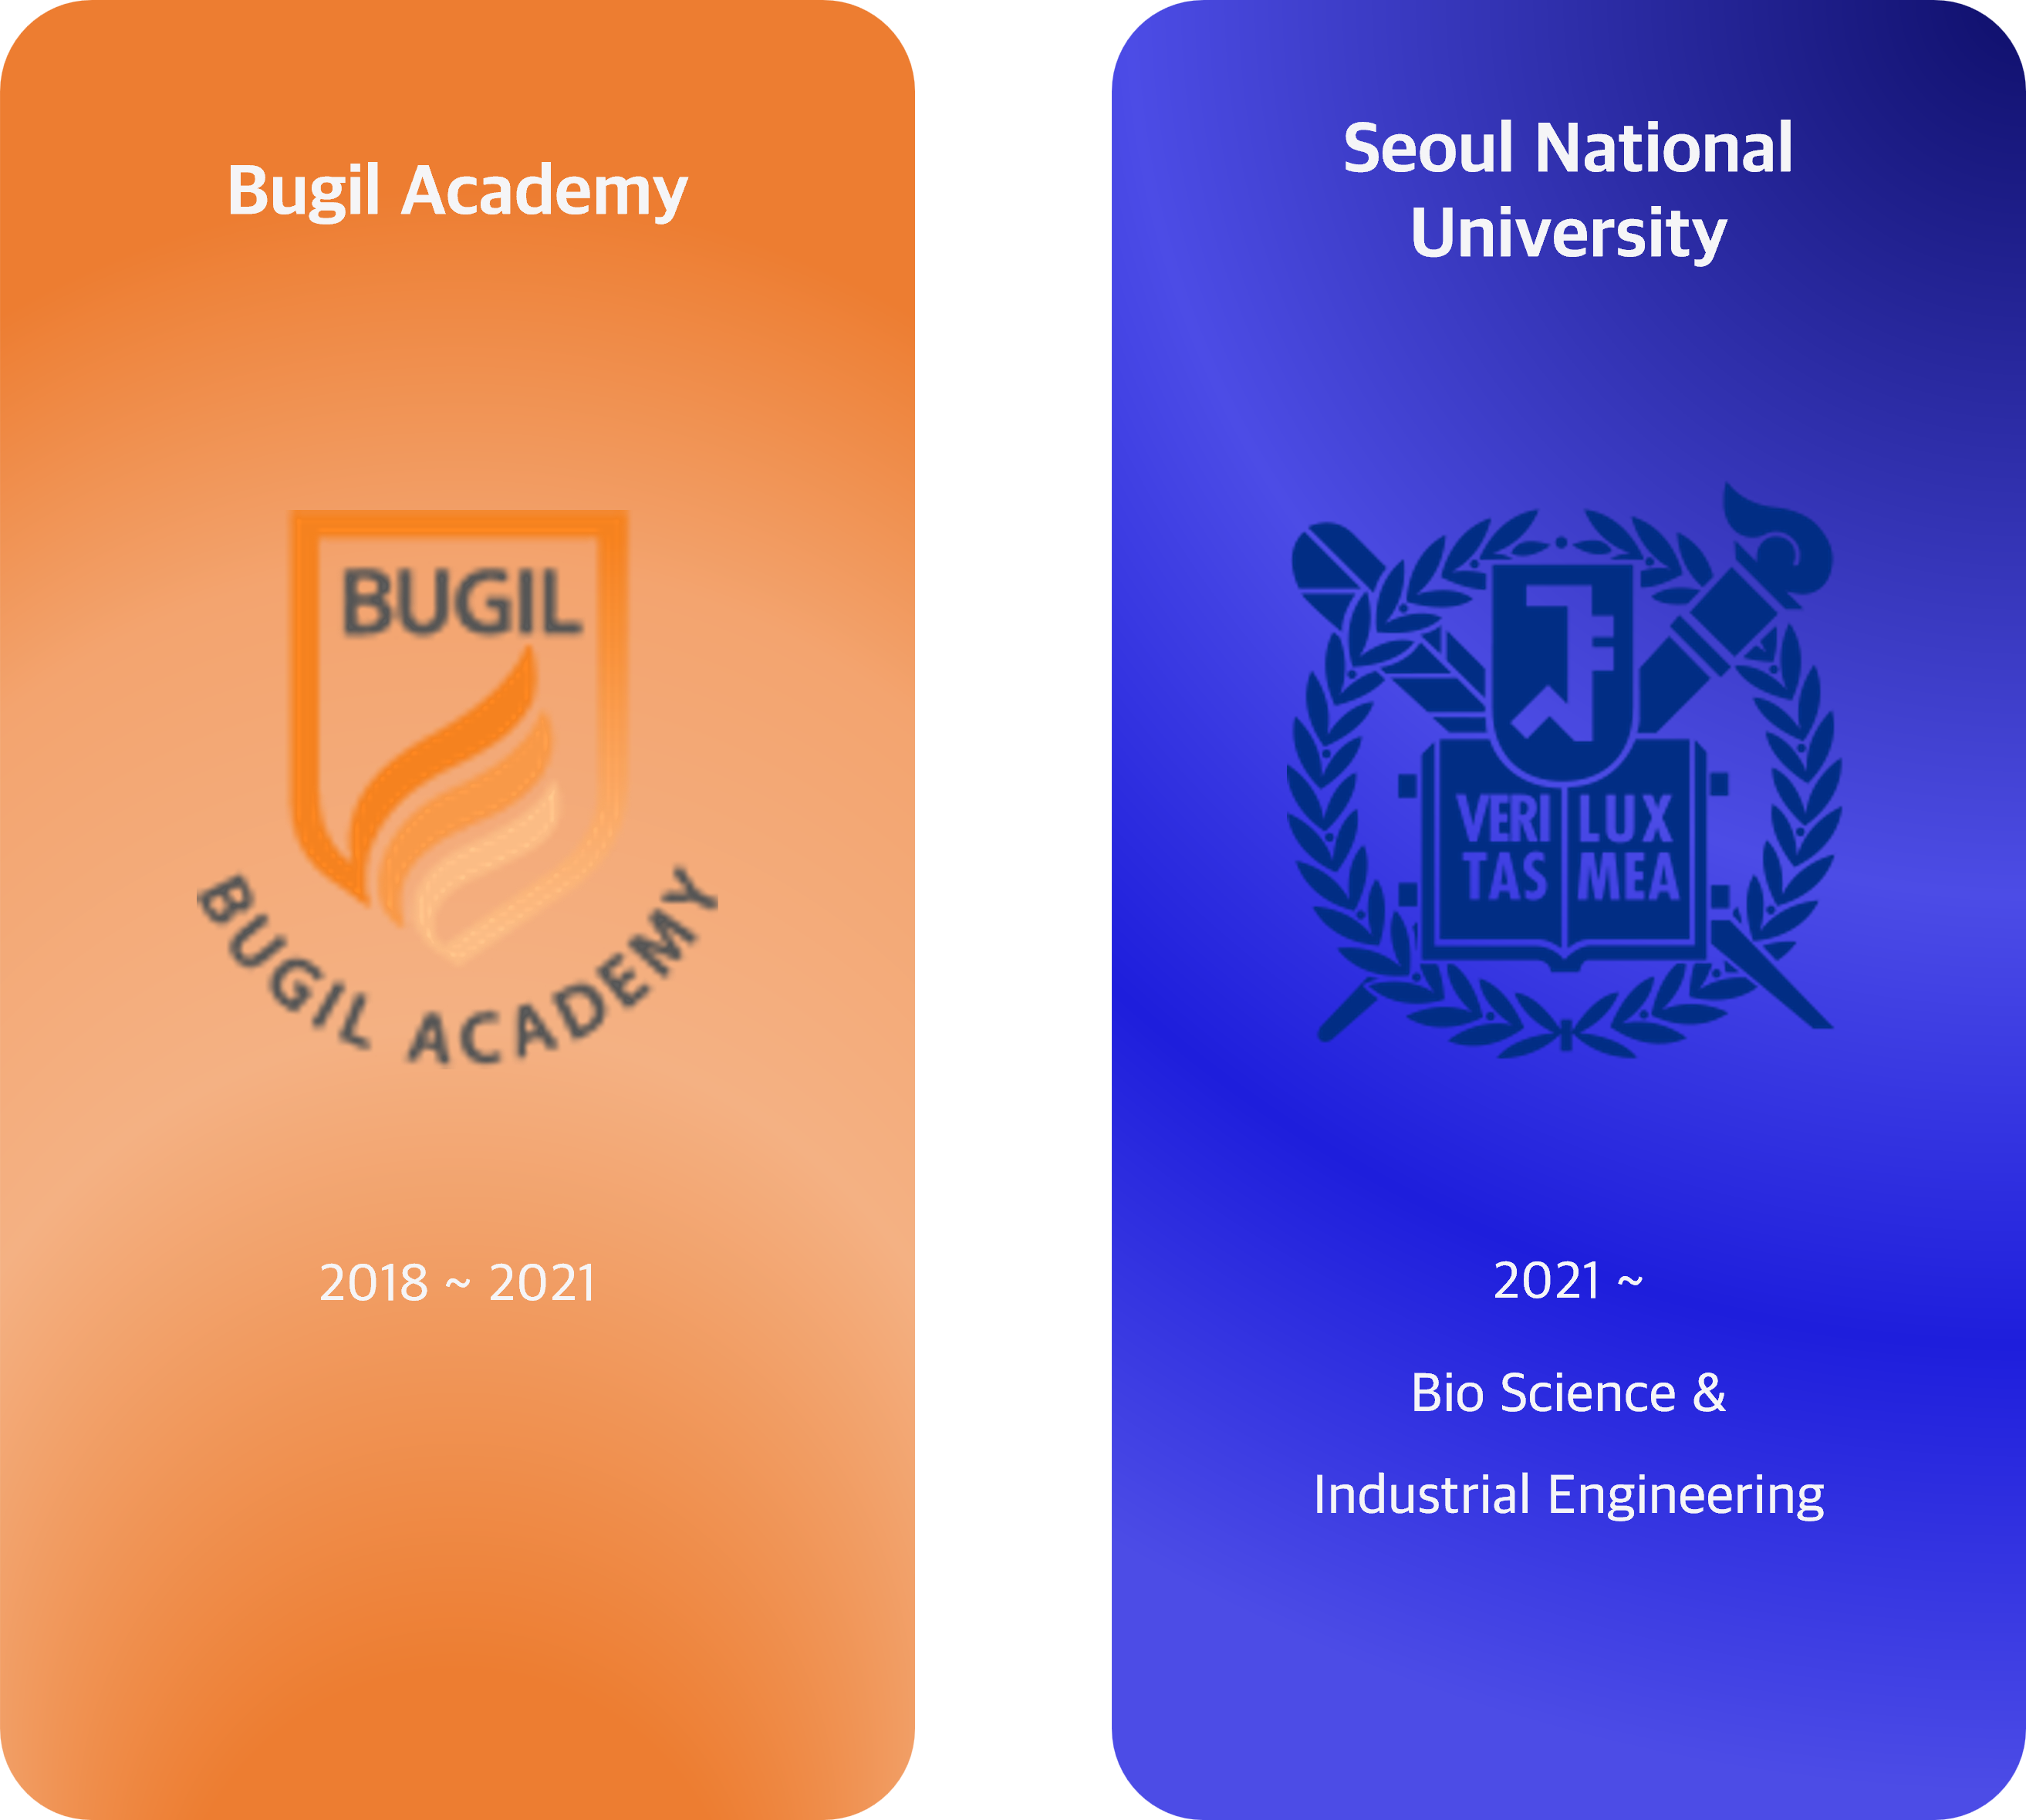 Bugil Academy
BUGIL
BUGIL ACADEMY
2018 ~ 2021
Seoul National
University
VERI LUX
TAS MEA
2021 ~
Bio Science &
Industrial Engineering